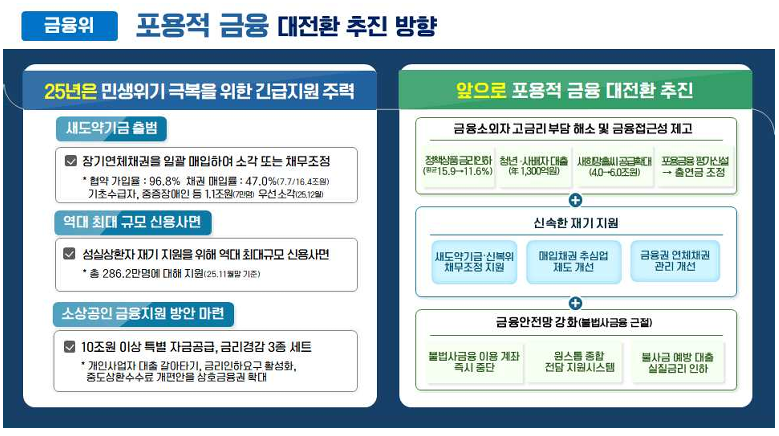 금융위
포용적 금융 대전환 추진 방향
25년은 민생위기 극복을 위한 긴급지원 주력
새도약기금 출범
장기연체채권을 일괄 매입하여 소각 또는 채무조정
* 협약 가입률 : 96.8% 채권 매입률 : 47.0%(7.7/16.4조원)
기초수급자, 중증장애인 등 1.1조원(7만명) 우선 소각(25.12월)
역대 최대 규모 신용사면
성실상환자 재기 지원을 위해 역대 최대규모 신용사면
* 총 286.2만명에 대해 지원(25.11월말 기준)
소상공인 금융지원 방안 마련
10조원 이상 특별 자금공급, 금리경감 3종 세트
* 개인사업자 대출 갈아타기, 금리인하요구 활성화,
중도상환수수료 개편안을 상호금융권 확대
앞으로 포용적 금융 대전환 추진
금융소외자 고금리 부담 해소 및 금융접근성 제고
정책상품 금리인하
(평균 15.9→11.6%)
청년·사배자 대출
(年 1,300억원)
새희망홀씨 공급확대
(4.0→6.0조원)
포용금융 평가신설
→ 출연금 조정
신속한 재기 지원
새도약기금·신복위
채무조정 지원
매입채권 추심업
제도 개선
금융권 연체채권
관리 개선
금융안전망 강화(불법사금융 근절)
불법사금융 이용 계좌
즉시 중단
원스톱 종합
전담 지원시스템
불사금 예방 대출
실질금리 인하